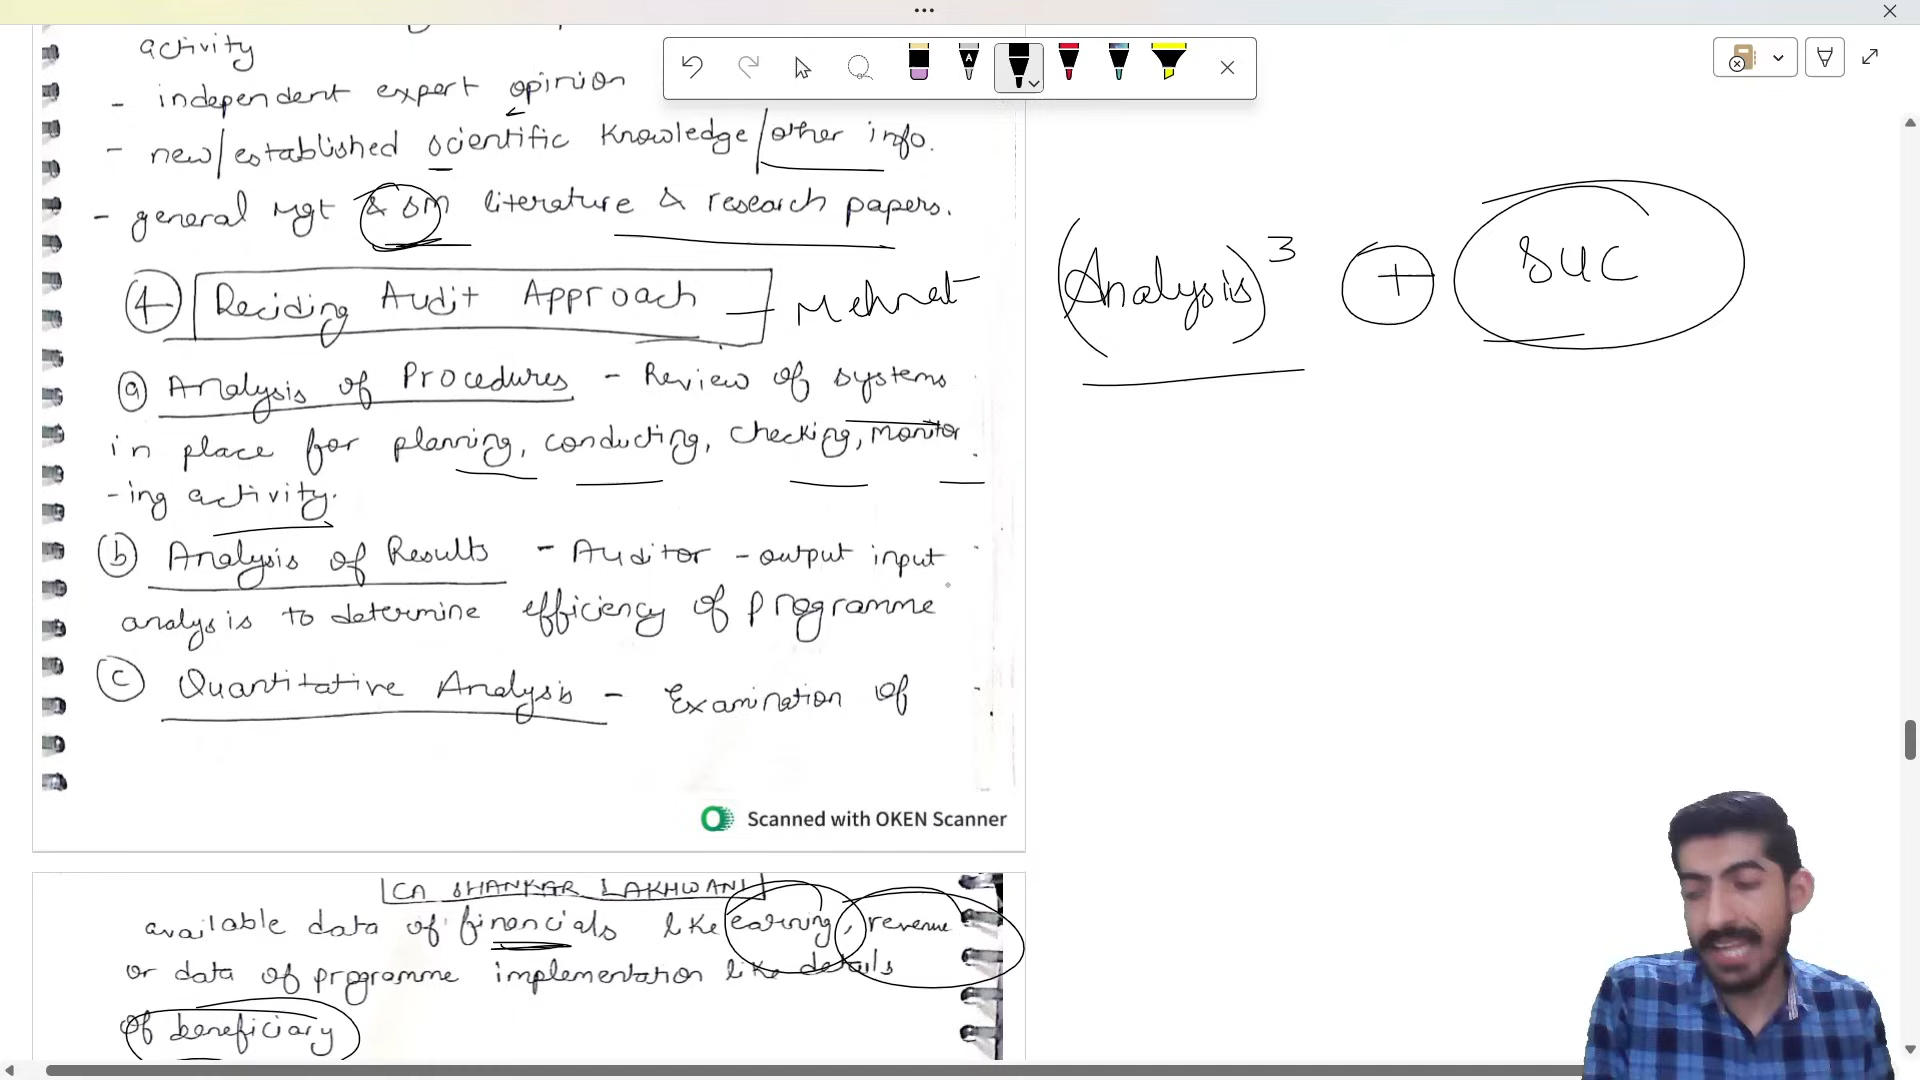 activity
- independent expert opinion
- new/established scientific knowledge/other info.
- general Mgt & SM literature & research papers.
4 Deciding Audit Approach - Mehnat
a Analysis of Procedures - Review of systems
in place for planning, conducting, checking, monitor
-ing activity.
b Analysis of Results - Auditor - output input
analysis to determine efficiency of programme
c Quantitative Analysis - Examination of
Scanned with OKEN Scanner
CA SHANKAR LAKHWANI
available data of financials like earning, revenue
or data of programme implementation like details
of beneficiary
(Analysis)³ + SUC